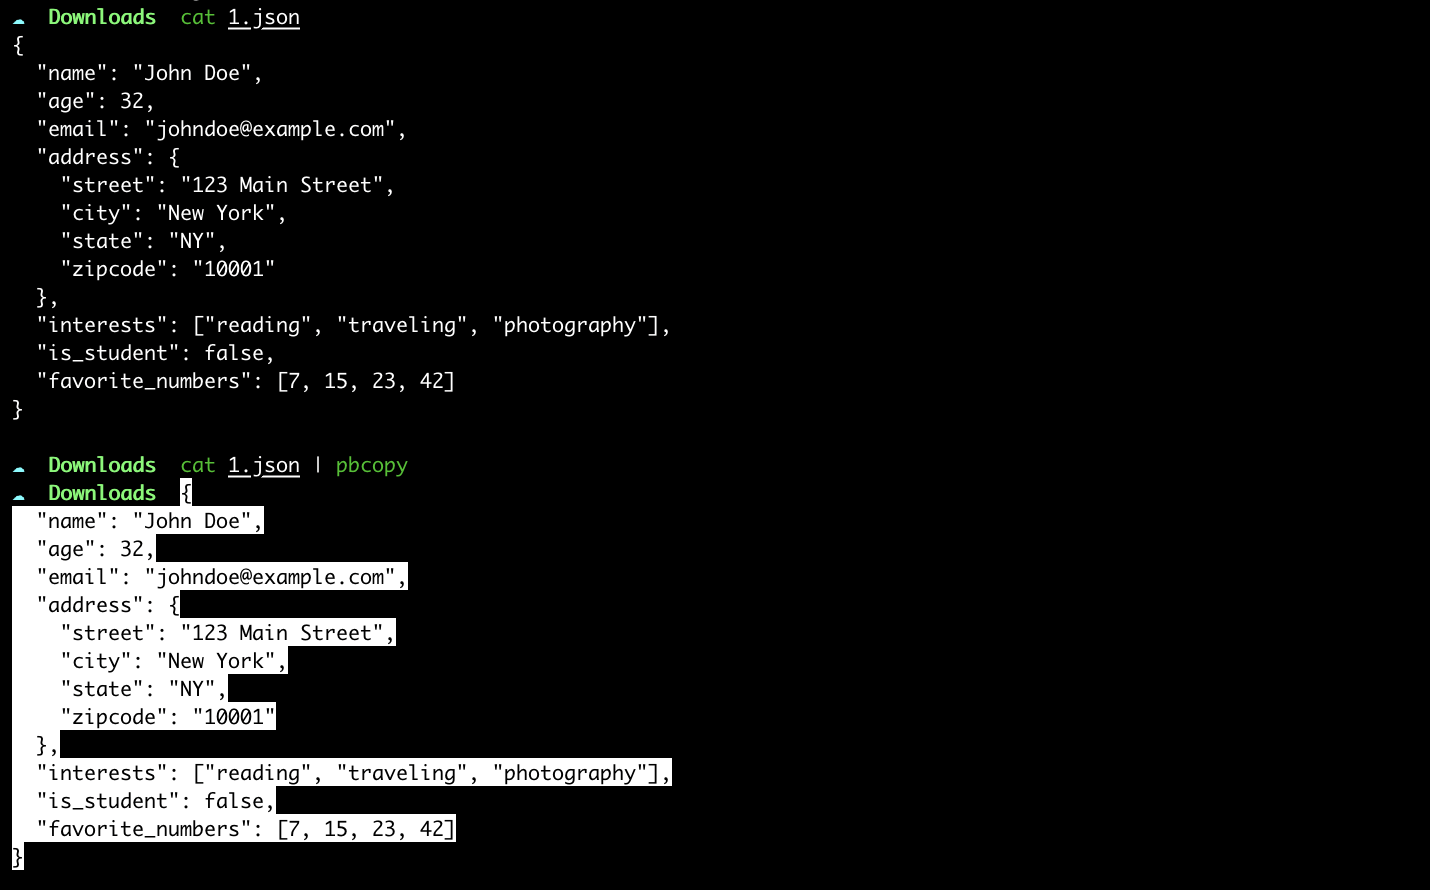 Downloads cat 1.json
{
  "name": "John Doe",
  "age": 32,
  "email": "johndoe@example.com",
  "address": {
    "street": "123 Main Street",
    "city": "New York",
    "state": "NY",
    "zipcode": "10001"
  },
  "interests": ["reading", "traveling", "photography"],
  "is_student": false,
  "favorite_numbers": [7, 15, 23, 42]
}
Downloads cat 1.json | pbcopy
Downloads {
  "name": "John Doe",
  "age": 32,
  "email": "johndoe@example.com",
  "address": {
    "street": "123 Main Street",
    "city": "New York",
    "state": "NY",
    "zipcode": "10001"
  },
  "interests": ["reading", "traveling", "photography"],
  "is_student": false,
  "favorite_numbers": [7, 15, 23, 42]
}